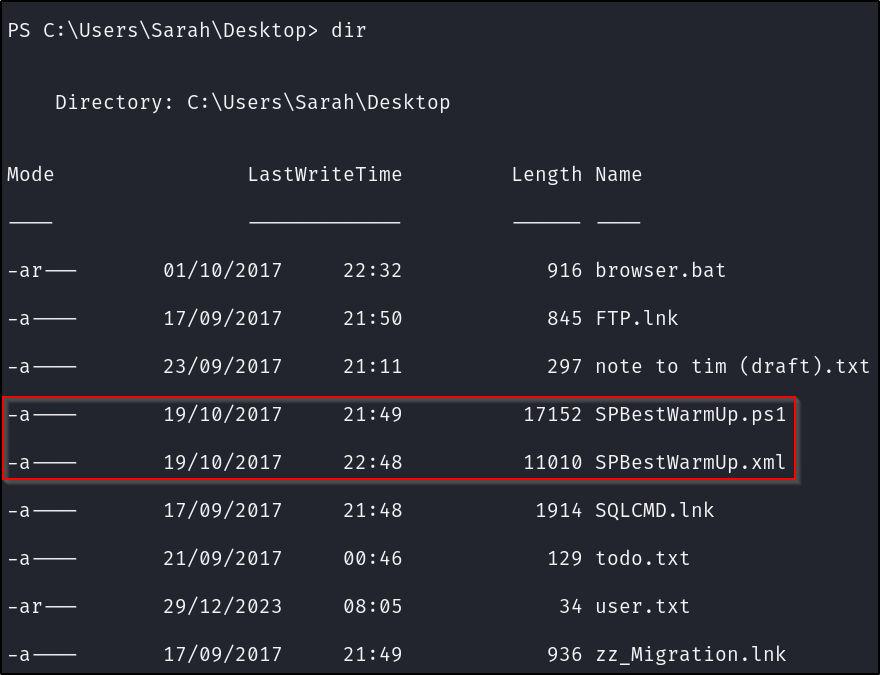 PS C:\Users\Sarah\Desktop> dir
Directory: C:\Users\Sarah\Desktop
Mode LastWriteTime Length Name
---- ------------- ------ ----
-ar--- 01/10/2017 22:32 916 browser.bat
-a---- 17/09/2017 21:50 845 FTP.lnk
-a---- 23/09/2017 21:11 297 note to tim (draft).txt
-a---- 19/10/2017 21:49 17152 SPBestWarmUp.ps1
-a---- 19/10/2017 22:48 11010 SPBestWarmUp.xml
-a---- 17/09/2017 21:48 1914 SQLCMD.lnk
-a---- 21/09/2017 00:46 129 todo.txt
-ar--- 29/12/2023 08:05 34 user.txt
-a---- 17/09/2017 21:49 936 zz_Migration.lnk